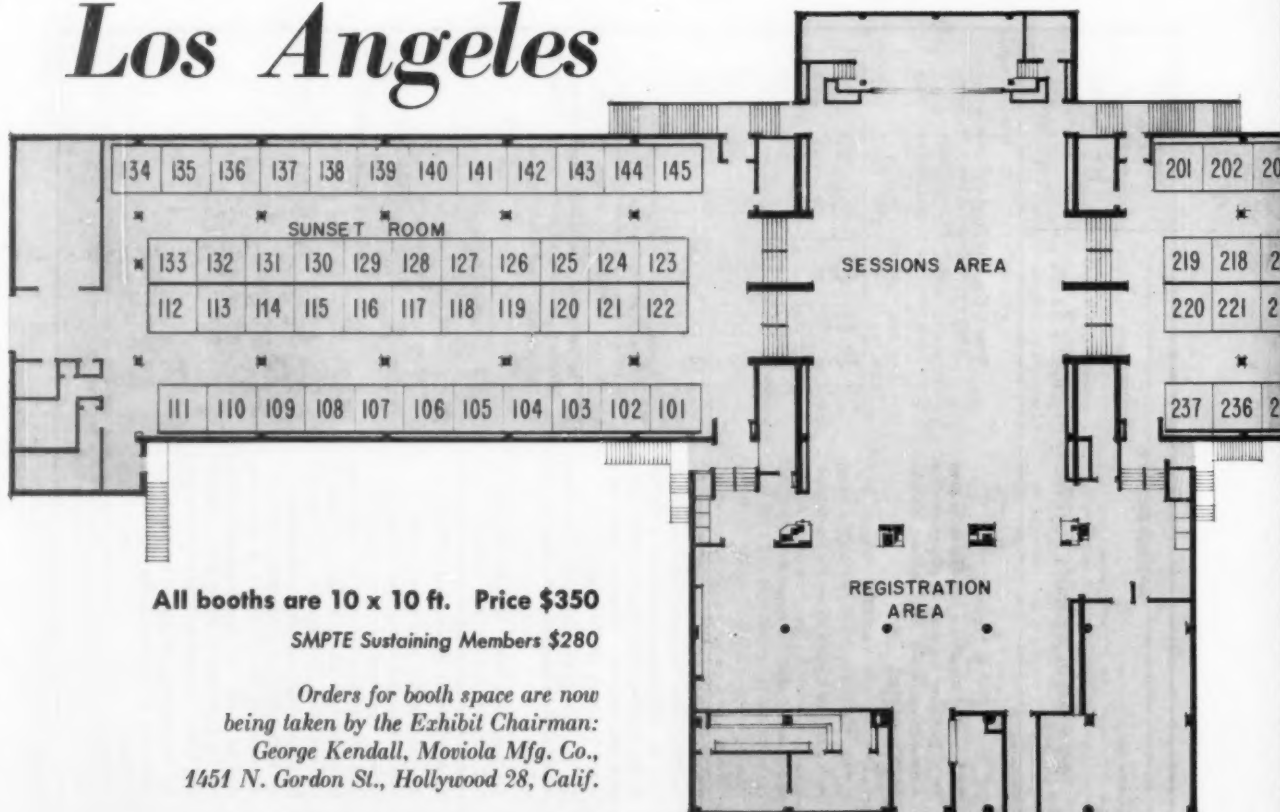 Los Angeles
134 135 136 137 138 139 140 141 142 143 144 145
SUNSET ROOM
133 132 131 130 129 128 127 126 125 124 123
112 113 114 115 116 117 118 119 120 121 122
111 110 109 108 107 106 105 104 103 102 101
SESSIONS AREA
201 202 20
219 218 2
220 221 2
237 236 2
REGISTRATION
AREA
All booths are 10 x 10 ft. Price $350
SMPTE Sustaining Members $280
Orders for booth space are now
being taken by the Exhibit Chairman:
George Kendall, Moviola Mfg. Co.,
1451 N. Gordon St., Hollywood 28, Calif.